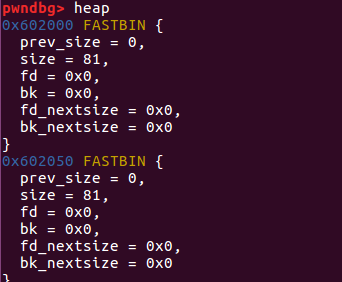 pwndbg> heap
0x602000 FASTBIN {
  prev_size = 0,
  size = 81,
  fd = 0x0,
  bk = 0x0,
  fd_nextsize = 0x0,
  bk_nextsize = 0x0
}
0x602050 FASTBIN {
  prev_size = 0,
  size = 81,
  fd = 0x0,
  bk = 0x0,
  fd_nextsize = 0x0,
  bk_nextsize = 0x0
}